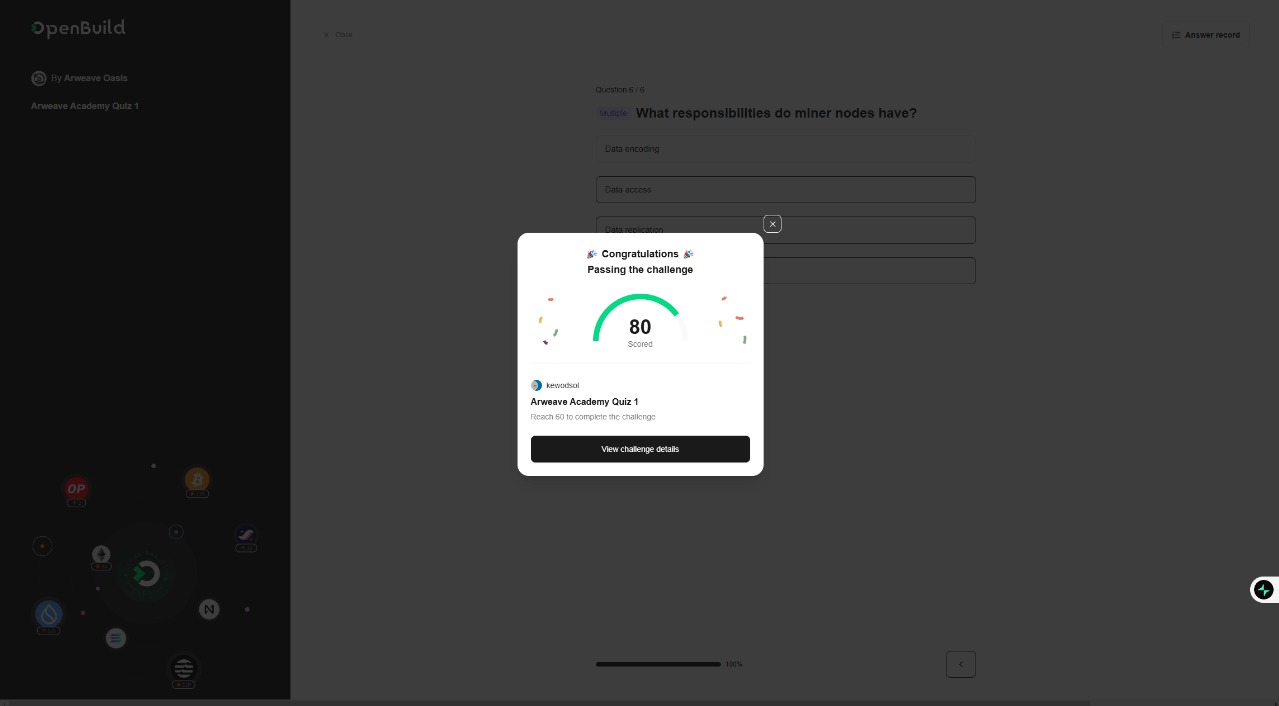 OpenBuild
By Arweave Oasis
Arweave Academy Quiz 1
Close
Answer record
Question 6 / 6
Multiple What responsibilities do miner nodes have?
Data encoding
Data access
Data replication
Congratulations
Passing the challenge
80
Scored
kewodsol
Arweave Academy Quiz 1
Reach 60 to complete the challenge
View challenge details
100%
OP